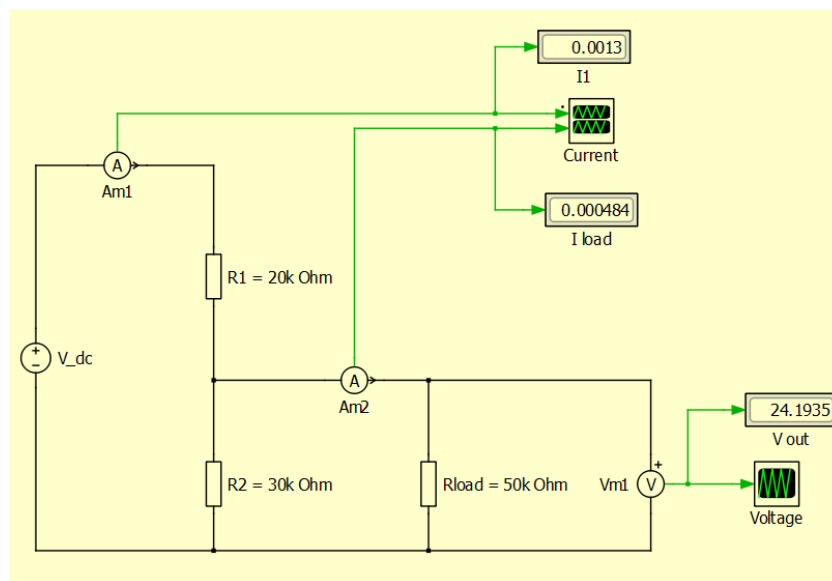 0.0013
I1
Current
A
Am1
0.000484
I load
R1 = 20k Ohm
V_dc
A
Am2
24.1935
V out
R2 = 30k Ohm
Rload = 50k Ohm
Vm1
V
Voltage